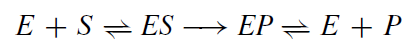 E + S ⇌ ES ⟶ EP ⇌ E + P